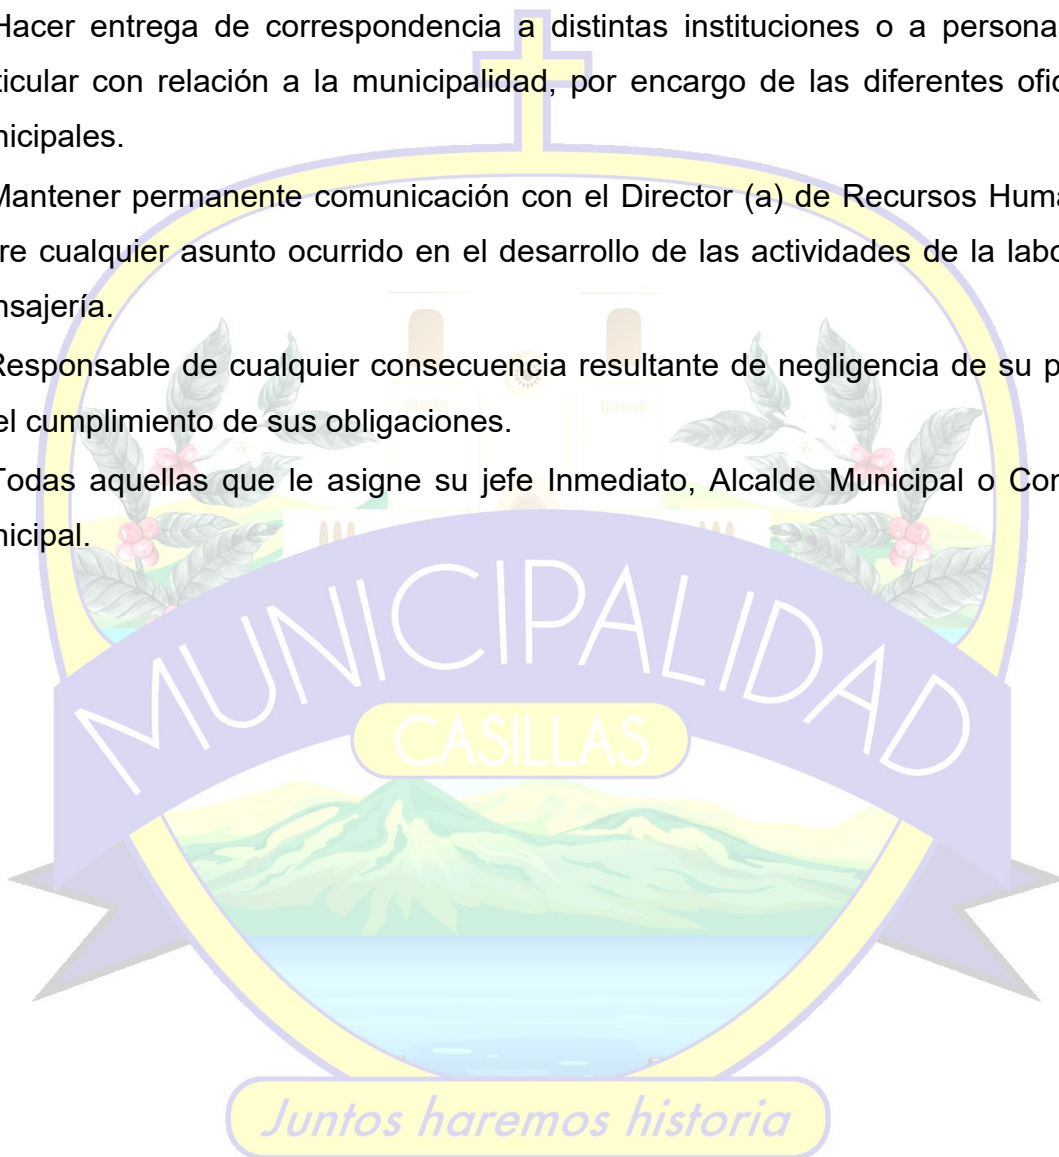 Hacer entrega de correspondencia a distintas instituciones o a persona
ticular con relación a la municipalidad, por encargo de las diferentes ofic
nicipales.
Mantener permanente comunicación con el Director (a) de Recursos Huma
re cualquier asunto ocurrido en el desarrollo de las actividades de la labo
nsajería.
Responsable de cualquier consecuencia resultante de negligencia de su p
el cumplimiento de sus obligaciones.
Todas aquellas que le asigne su jefe Inmediato, Alcalde Municipal o Con
nicipal.
MUNICIPALIDAD
CASILLAS
Juntos haremos historia